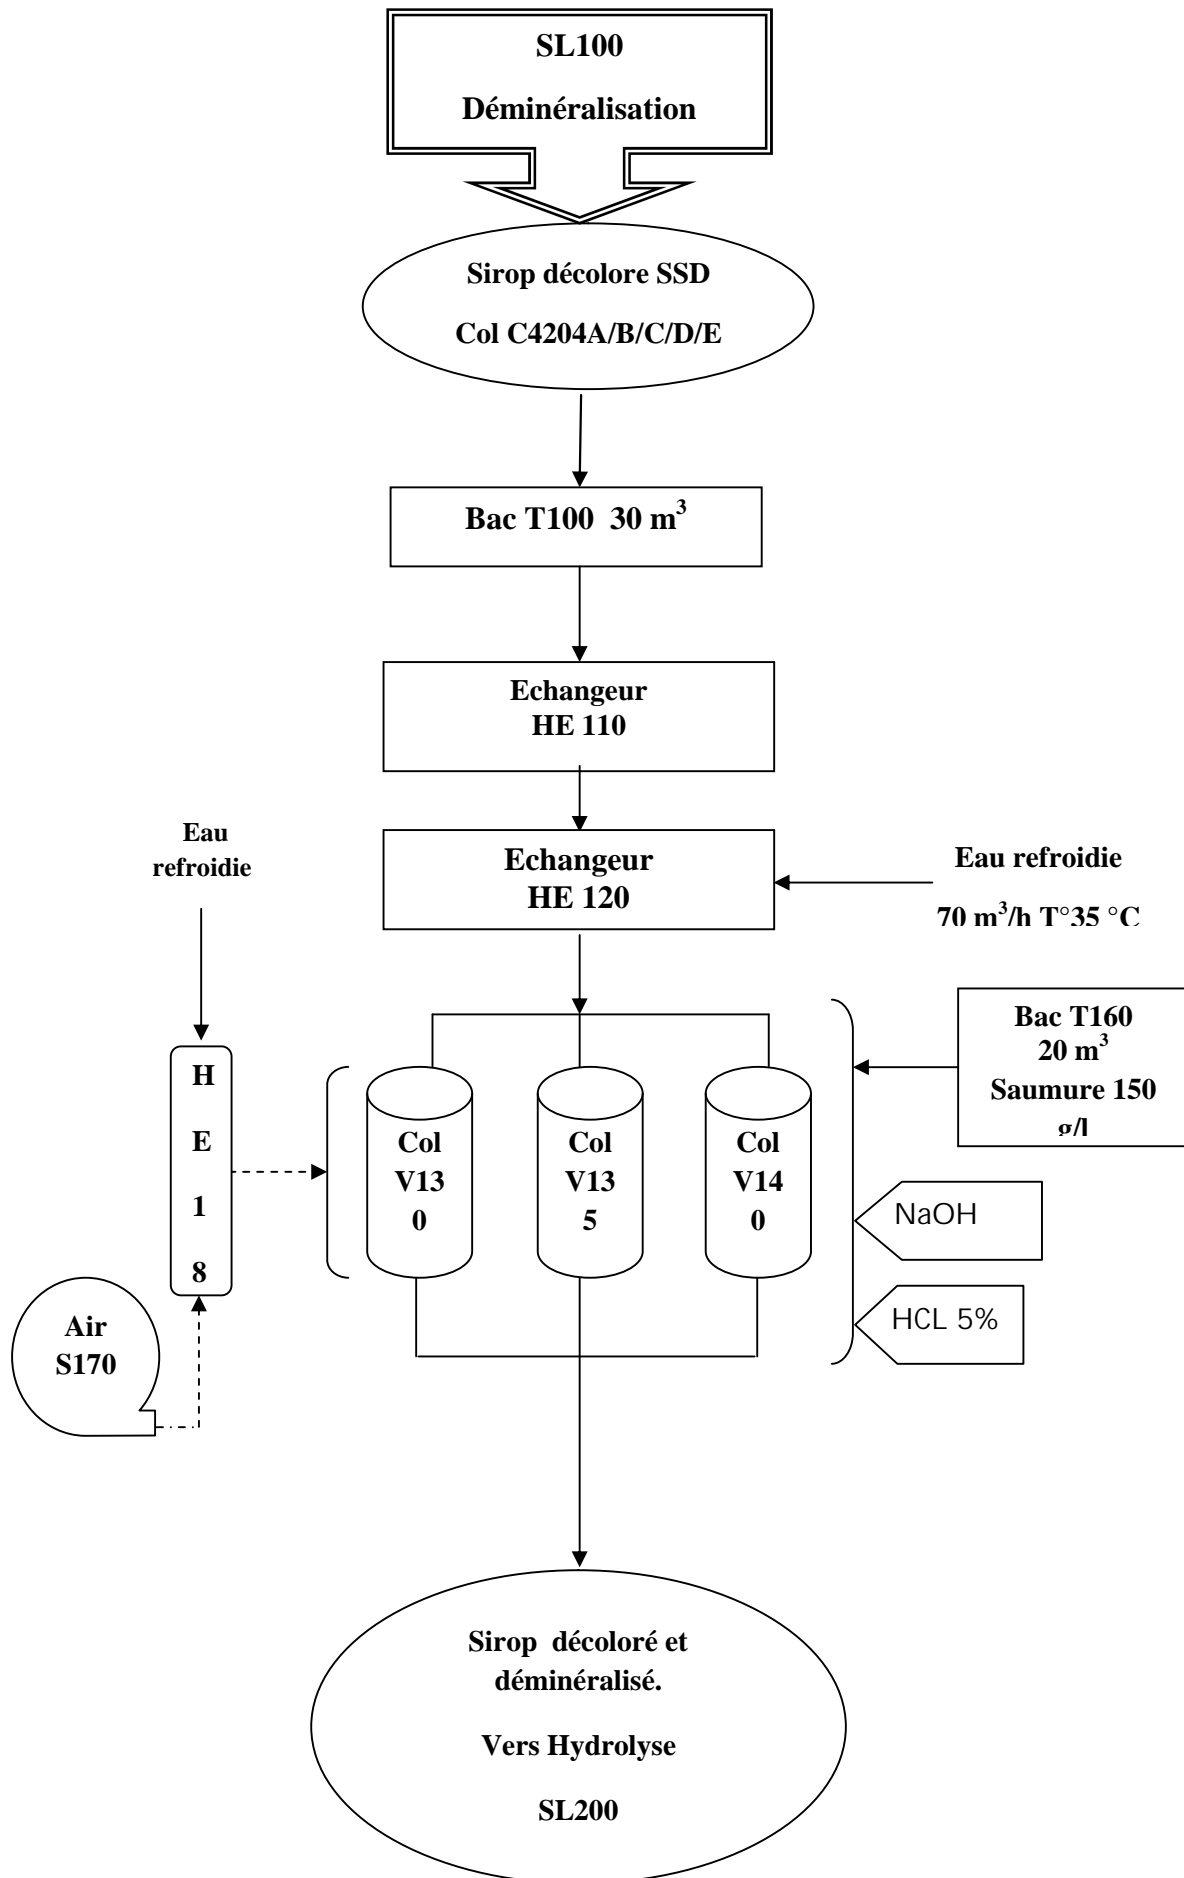 SL100
Déminéralisation
Sirop décolore SSD
Col C4204A/B/C/D/E
Bac T100 30 m³
Echangeur
HE 110
Echangeur
HE 120
Eau
refroidie
Eau refroidie
70 m³/h T°35 °C
Bac T160
20 m³
Saumure 150
g/l
H
E
1
8
Col
V13
0
Col
V13
5
Col
V14
0
NaOH
HCL 5%
Air
S170
Sirop décoloré et
déminéralisé.
Vers Hydrolyse
SL200